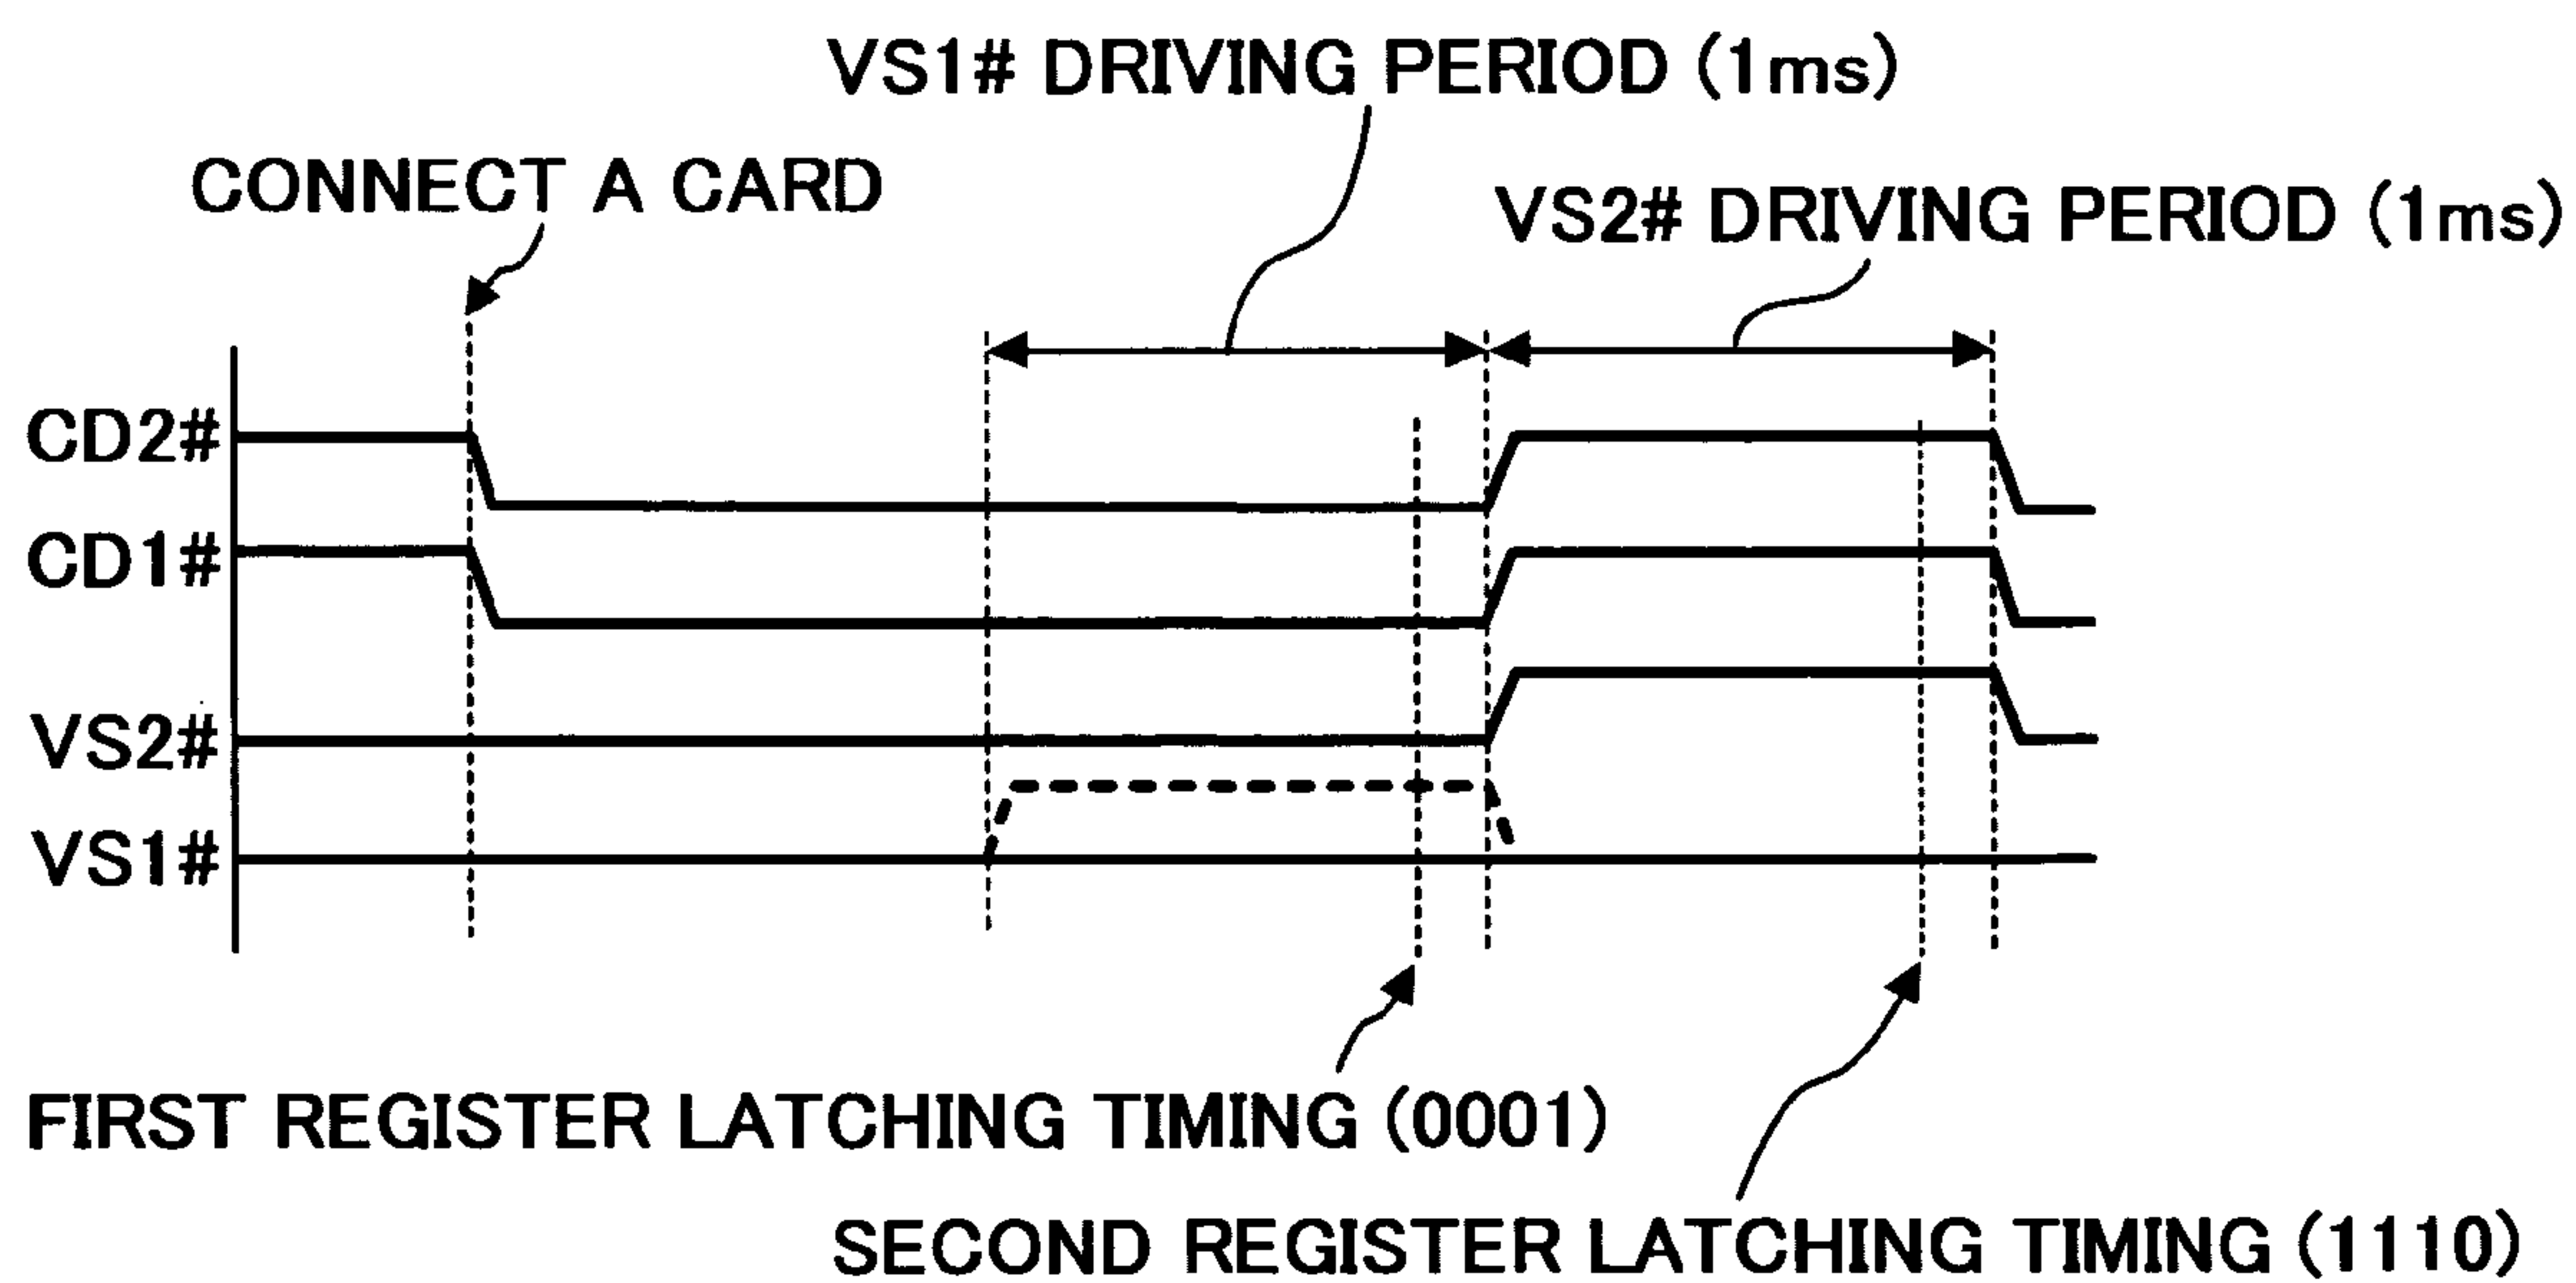 VS1# DRIVING PERIOD (1ms)
CONNECT A CARD
VS2# DRIVING PERIOD (1ms)
CD2#
CD1#
VS2#
VS1#
FIRST REGISTER LATCHING TIMING (0001)
SECOND REGISTER LATCHING TIMING (1110)